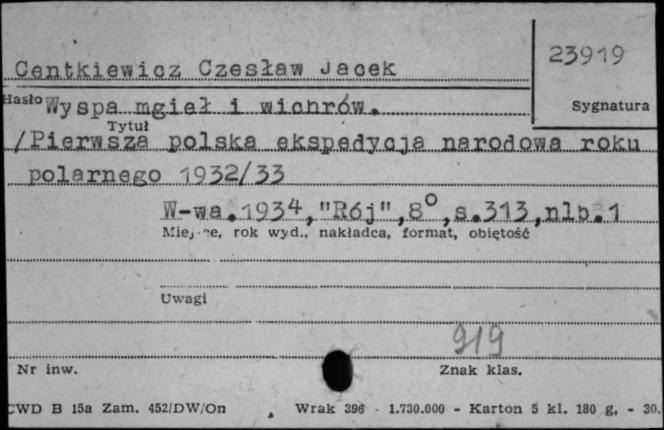 23919
Centkiewicz Czesław Jacek
Hasło Wyspa mgieł i wichrów.
Sygnatura
Tytuł
/Pierwsza polska ekspedycja narodowa roku
polarnego 1932/33
W-wa.1934,"Rój",8°,s.313,nlb.1
Miejsce, rok wyd., nakładca, format, objętość
Uwagi
919
Nr inw.
Znak klas.
CWD B 15a Zam. 452/DW/On
Wrak 396 - 1.730.000 - Karton 5 kl. 180 g. - 30.